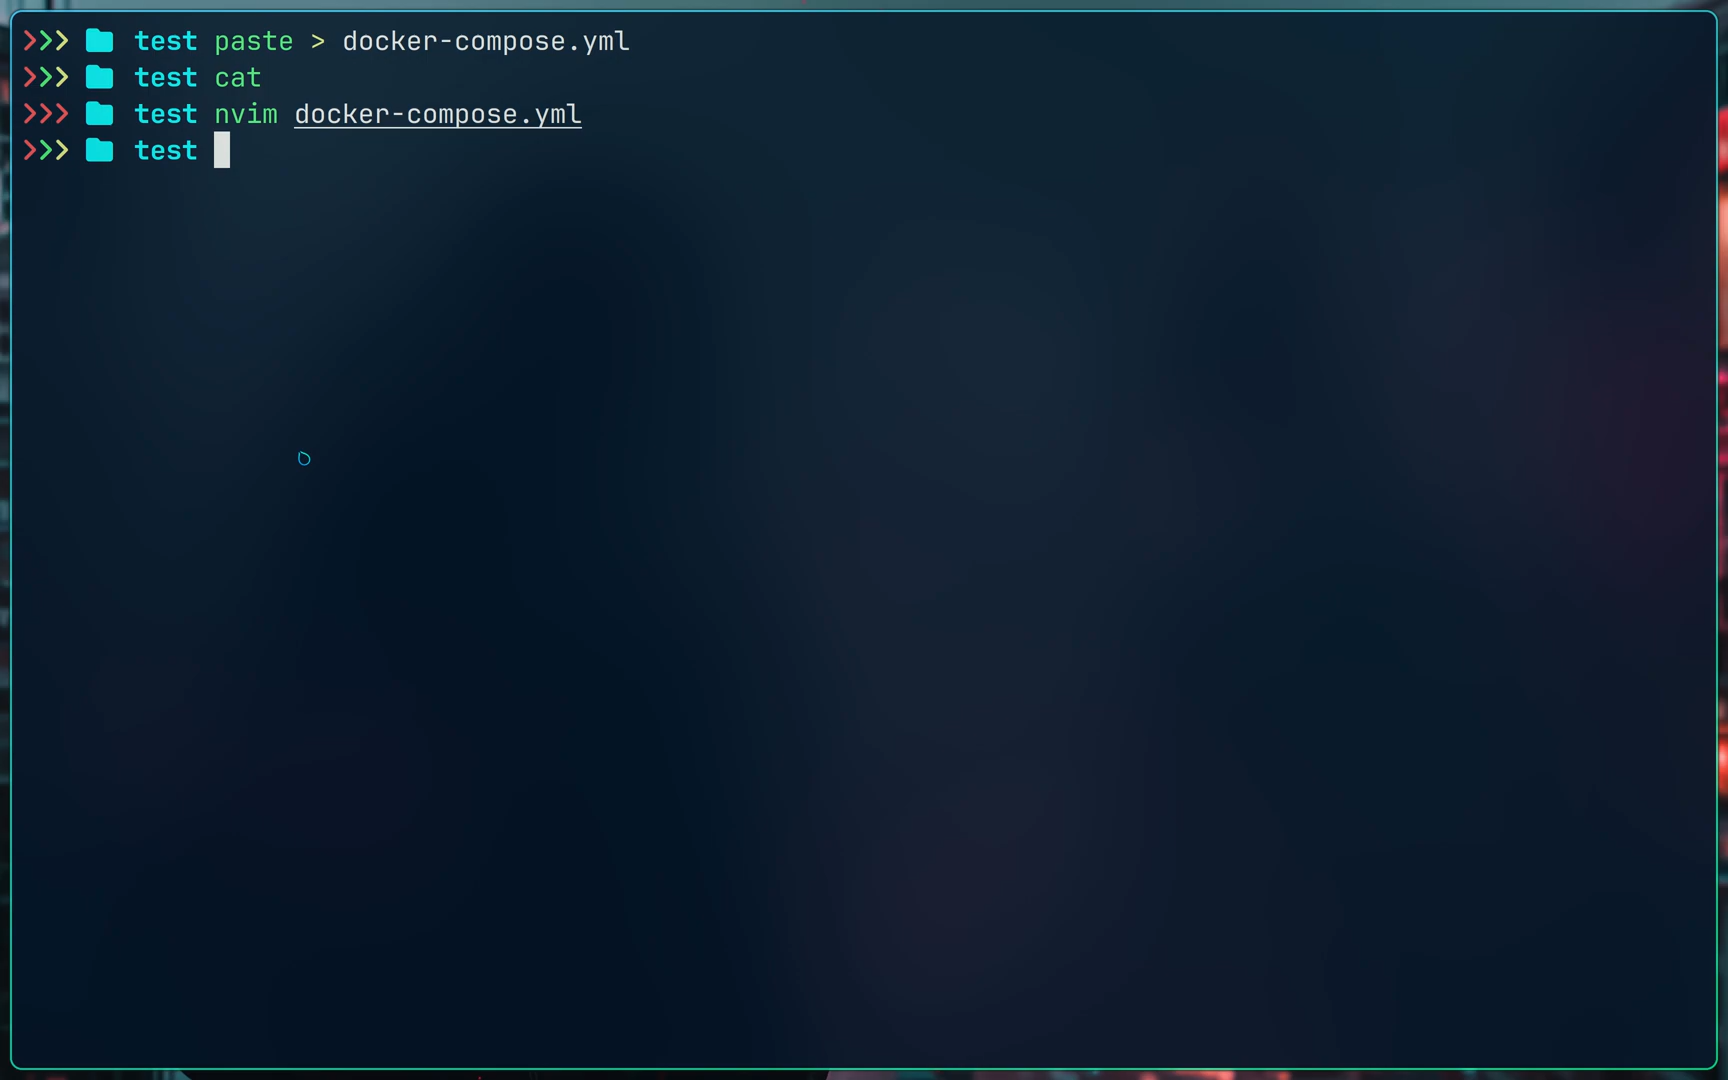 ❯❯❯ test paste > docker-compose.yml
❯❯❯ test cat
❯❯❯ test nvim docker-compose.yml
❯❯❯ test